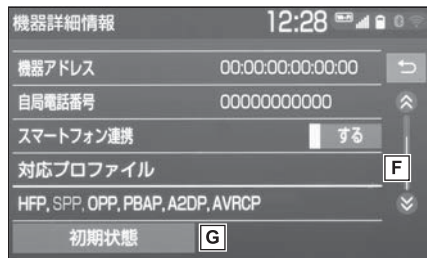 機器詳細情報 12:28
機器アドレス 00:00:00:00:00:00
自局電話番号 00000000000
スマートフォン連携 する
対応プロファイル F
HFP, SPP, OPP, PBAP, A2DP, AVRCP
初期状態 G